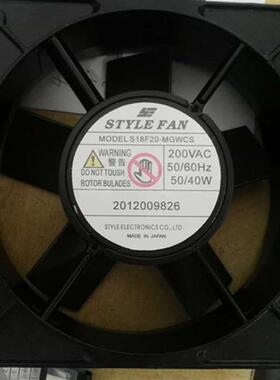 SE
STYLE FAN
MODEL S18F20-MGWCS
WARNING
警告
DO NOT TOUSH
ROTOR BULADES
200VAC
50/60Hz
50/40W
2012009826
STYLE ELECTRONICS CO.,LTD.
MADE IN JAPAN